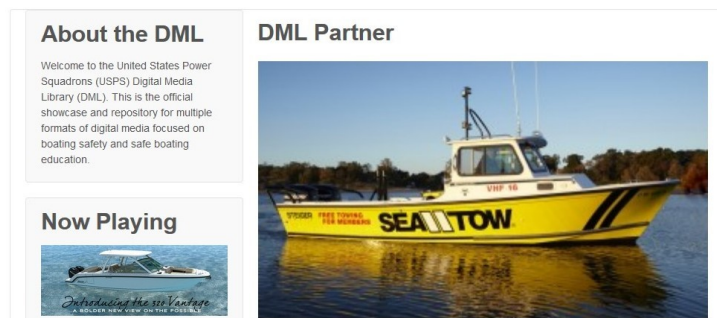 About the DML
Welcome to the United States Power
Squadrons (USPS) Digital Media
Library (DML). This is the official
showcase and repository for multiple
formats of digital media focused on
boating safety and safe boating
education.
Now Playing
Introducing the 320 Vantage
A BOLDER NEW VIEW ON THE POSSIBLE
DML Partner
VHF 16
STEIGER
FREE TOWING
FOR MEMBERS
SEA TOW